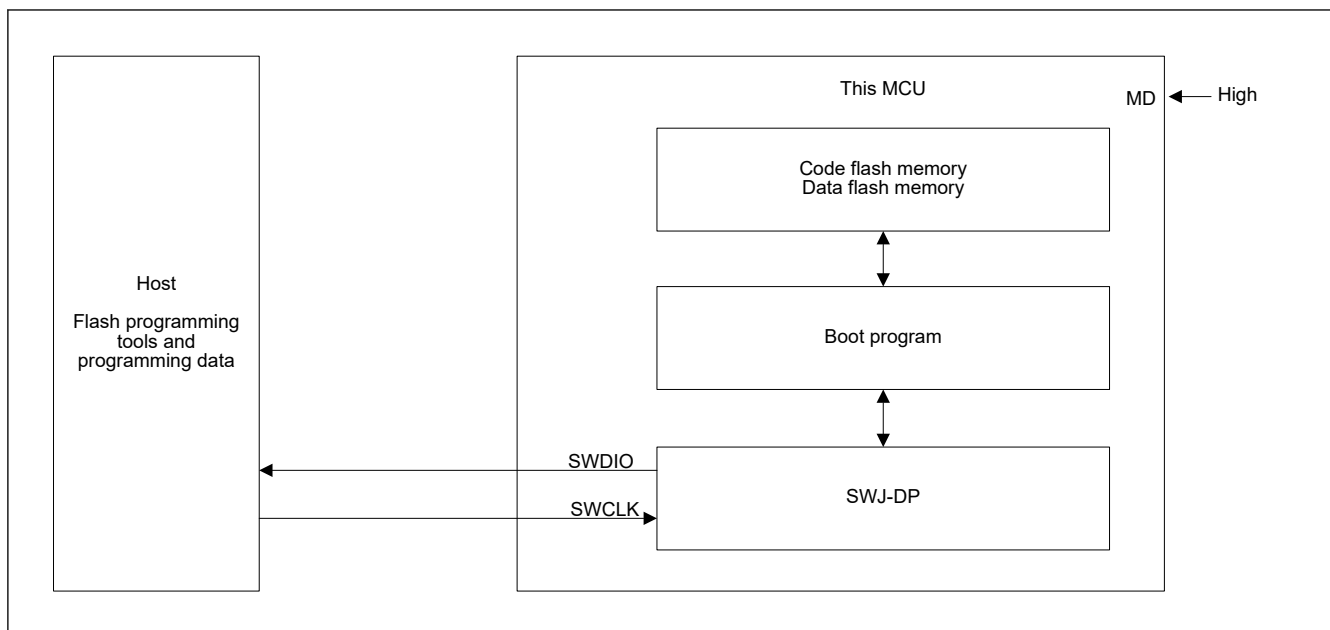 This MCU
MD
High
Code flash memory
Data flash memory
Host
Flash programming
tools and
programming data
Boot program
SWDIO
SWCLK
SWJ-DP